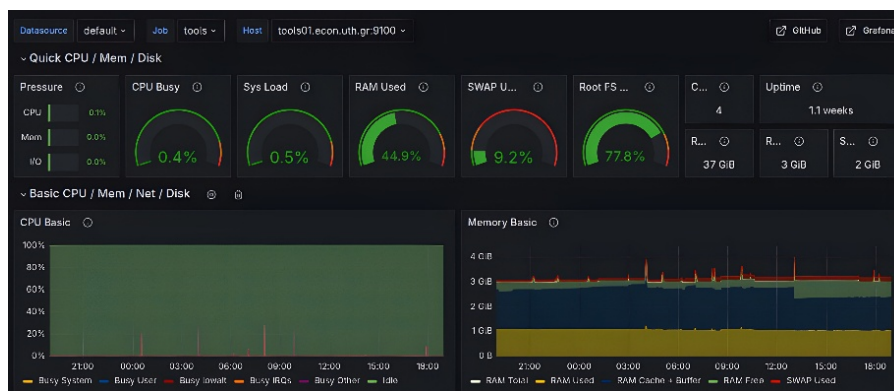 Datasource default Job tools Host tools01.econ.uth.gr:9100 GitHub Grafana
Quick CPU / Mem / Disk
Pressure CPU Busy Sys Load RAM Used SWAP U... Root FS ... C... Uptime
CPU 0.1%
Mem 0.0%
I/O 0.0%
0.4% 0.5% 44.9% 9.2% 77.8%
4 1.1 weeks
R... R... S...
37 GiB 3 GiB 2 GiB
Basic CPU / Mem / Net / Disk
CPU Basic
100%
80%
60%
40%
20%
0%
21:00 00:00 03:00 06:00 09:00 12:00 15:00 18:00
Busy System Busy User Busy Iowait Busy IRQs Busy Other Idle
Memory Basic
4 GiB
3 GiB
2 GiB
1 GiB
0 B
21:00 00:00 03:00 06:00 09:00 12:00 15:00 18:00
RAM Total RAM Used RAM Cache + Buffer RAM Free SWAP Used